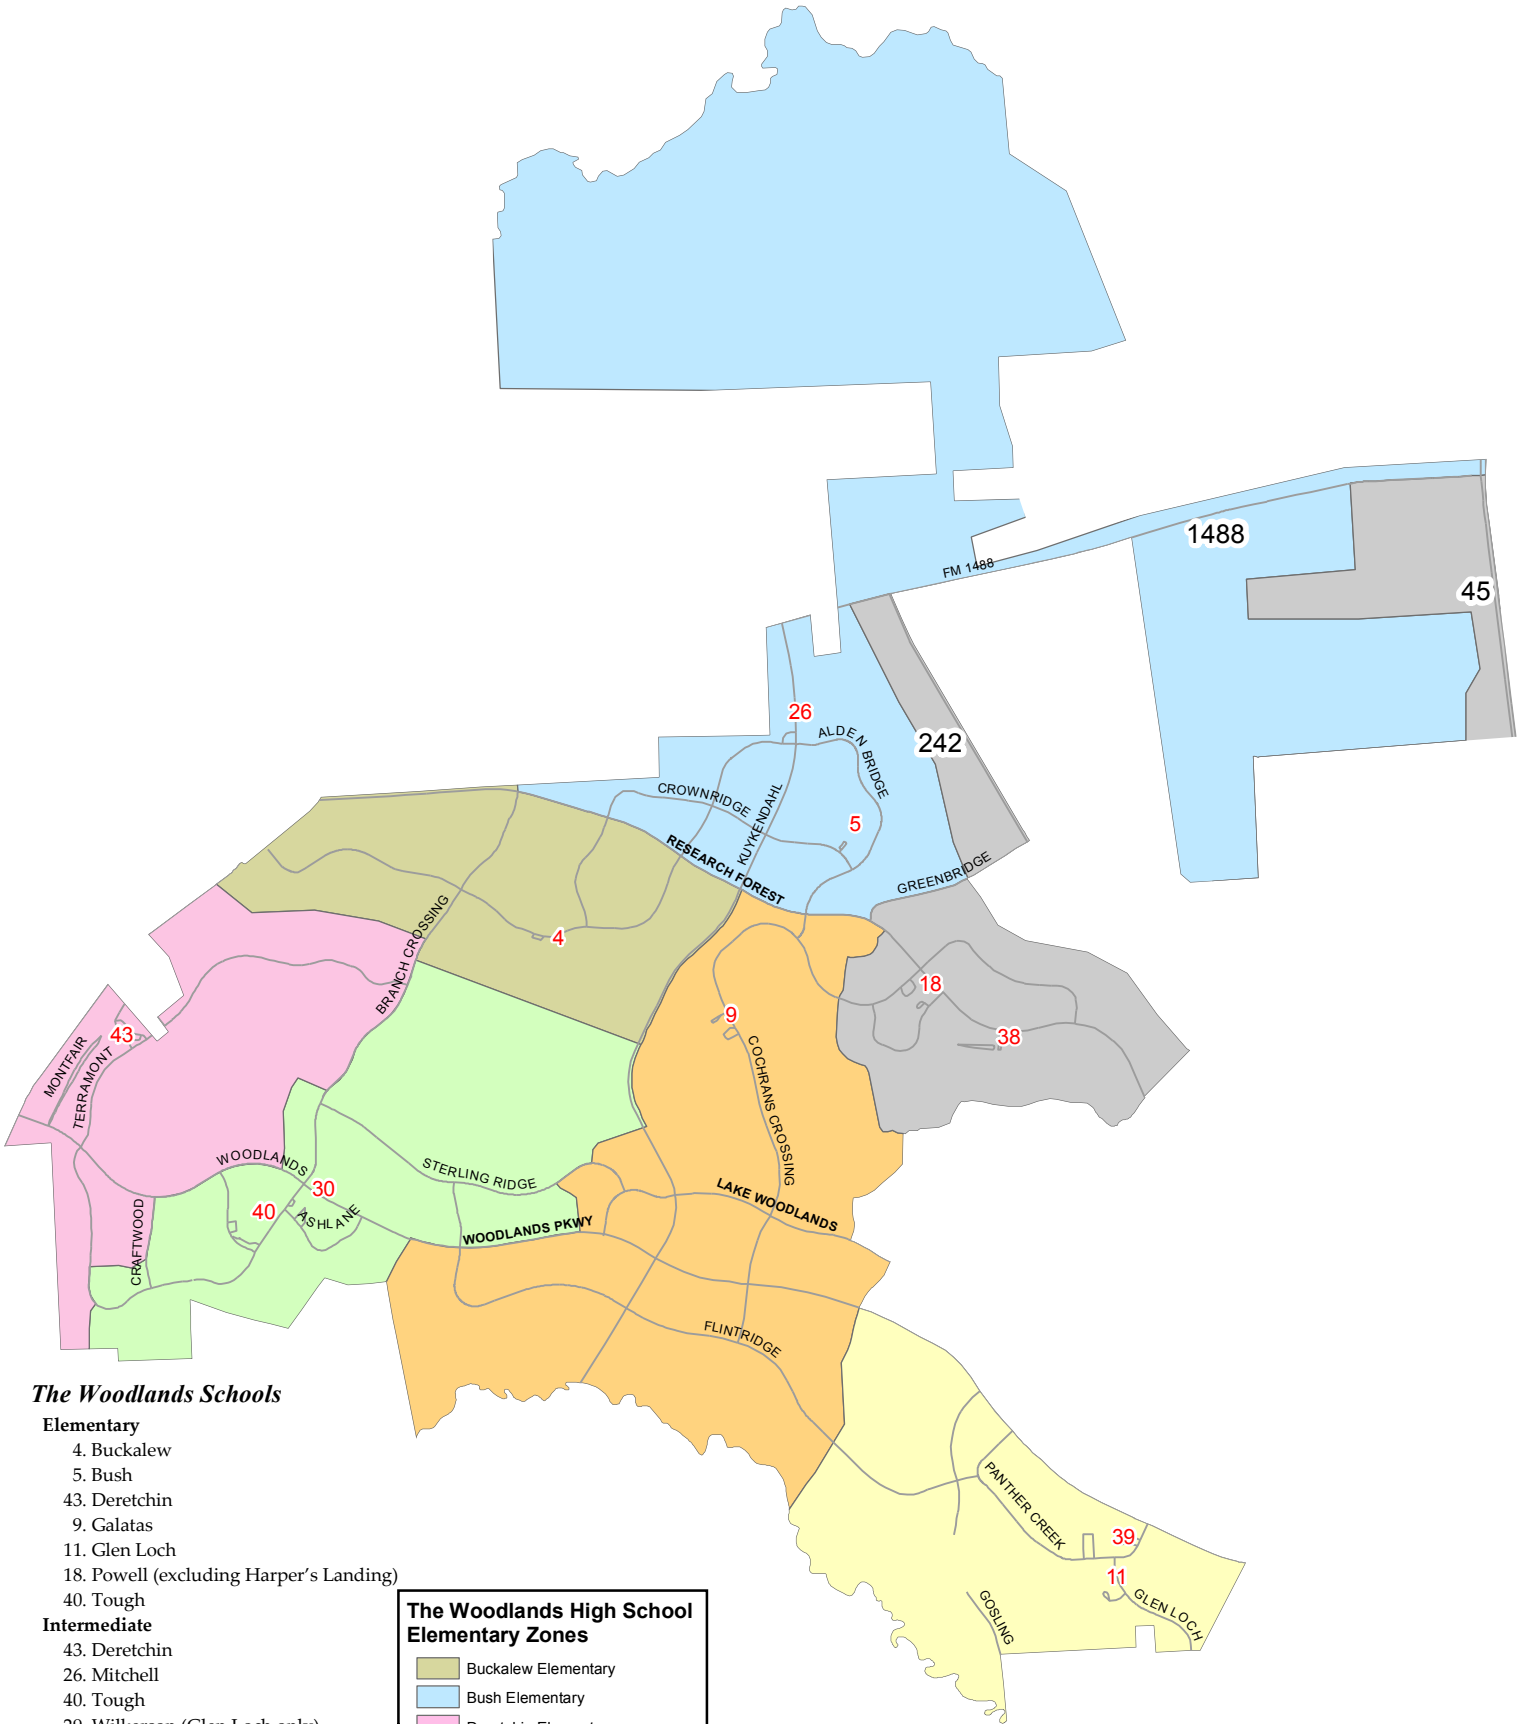 FM 1488
1488
45
26
ALDEN BRIDGE
242
CROWNRIDGE
KUYKENDAHL
5
RESEARCH FOREST
GREENBRIDGE
BRANCH CROSSING
4
18
9
43
38
MONTFAIR
TERRAMONT
COCHRANS CROSSING
WOODLANDS
STERLING RIDGE
30
LAKE WOODLANDS
40
ASHLANE
WOODLANDS PKWY
CRAFTWOOD
FLINTRIDGE
PANTHER CREEK
39
11
GLEN LOCH
GOSLING
The Woodlands Schools
Elementary
4. Buckalew
5. Bush
43. Deretchin
9. Galatas
11. Glen Loch
18. Powell (excluding Harper's Landing)
40. Tough
Intermediate
43. Deretchin
26. Mitchell
40. Tough
The Woodlands High School
Elementary Zones
Buckalew Elementary
Bush Elementary